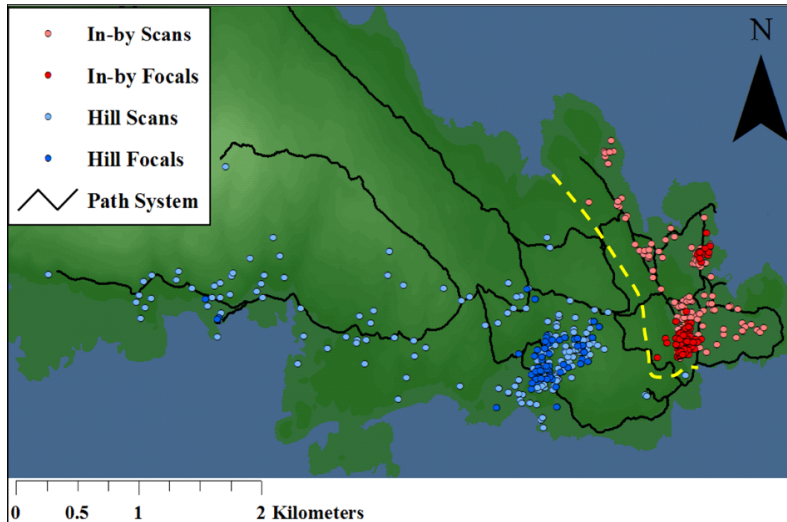 In-by Scans
In-by Focals
Hill Scans
Hill Focals
Path System
N
0 0.5 1 2 Kilometers